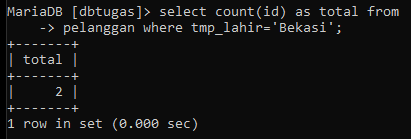 MariaDB [dbtugas]> select count(id) as total from
    -> pelanggan where tmp_lahir='Bekasi';
+-------+
| total |
+-------+
|     2 |
+-------+
1 row in set (0.000 sec)